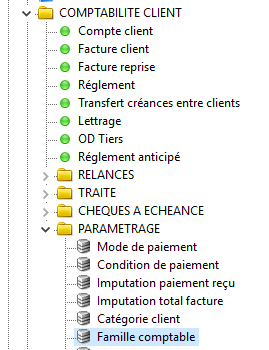 COMPTABILITE CLIENT
Compte client
Facture client
Facture reprise
Réglement
Transfert créances entre clients
Lettrage
OD Tiers
Réglement anticipé
RELANCES
TRAITE
CHEQUES A ECHEANCE
PARAMETRAGE
Mode de paiement
Condition de paiement
Imputation paiement reçu
Imputation total facture
Catégorie client
Famille comptable